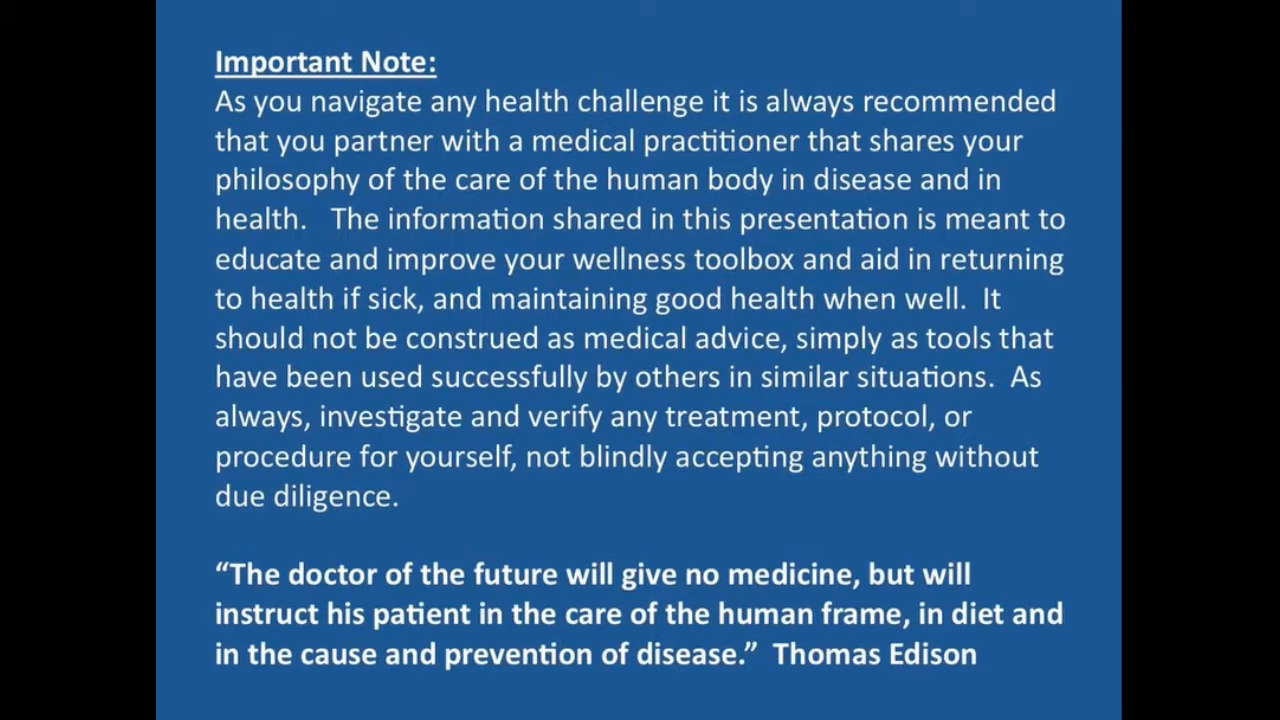 Important Note:
As you navigate any health challenge it is always recommended
that you partner with a medical practitioner that shares your
philosophy of the care of the human body in disease and in
health.   The information shared in this presentation is meant to
educate and improve your wellness toolbox and aid in returning
to health if sick, and maintaining good health when well.  It
should not be construed as medical advice, simply as tools that
have been used successfully by others in similar situations.  As
always, investigate and verify any treatment, protocol, or
procedure for yourself, not blindly accepting anything without
due diligence.
“The doctor of the future will give no medicine, but will
instruct his patient in the care of the human frame, in diet and
in the cause and prevention of disease.”  Thomas Edison